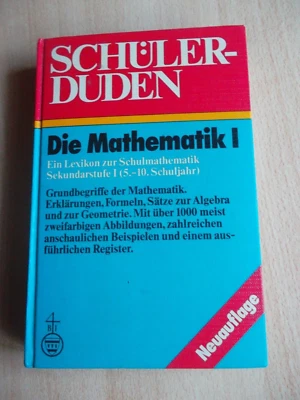 SCHÜLER-
DUDEN
Die Mathematik I
Ein Lexikon zur Schulmathematik
Sekundarstufe I (5.–10. Schuljahr)
Grundbegriffe der Mathematik.
Erklärungen, Formeln, Sätze zur Algebra
und zur Geometrie. Mit über 1000 meist
zweifarbigen Abbildungen, zahlreichen
anschaulichen Beispielen und einem aus-
führlichen Register.
Neuauflage
B I